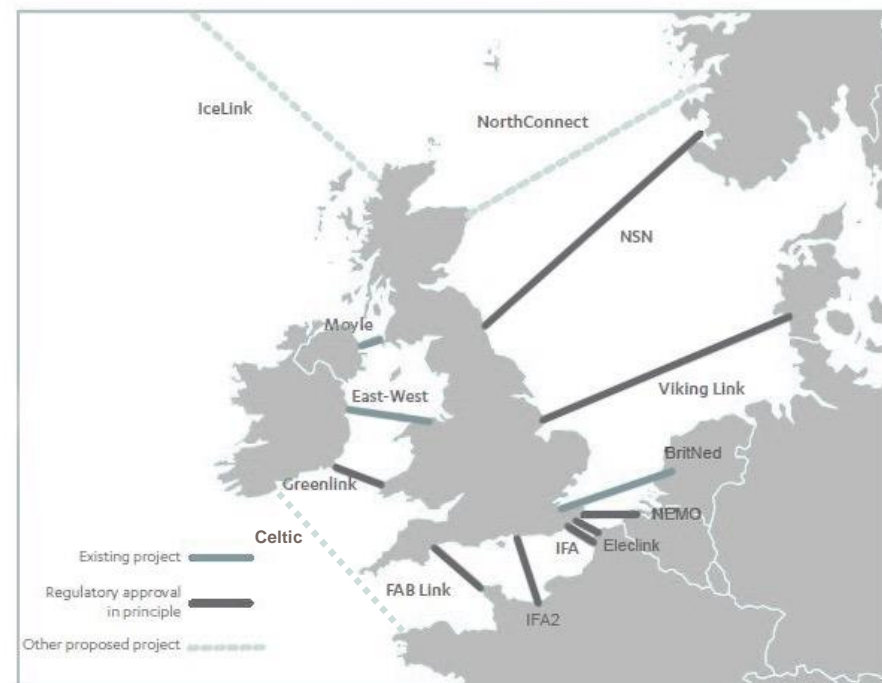 IceLink
NorthConnect
NSN
Moyle
East-West
Viking Link
BritNed
Greenlink
NEMO
Celtic
IFA
Eleclink
FAB Link
IFA2
Existing project
Regulatory approval
in principle
Other proposed project